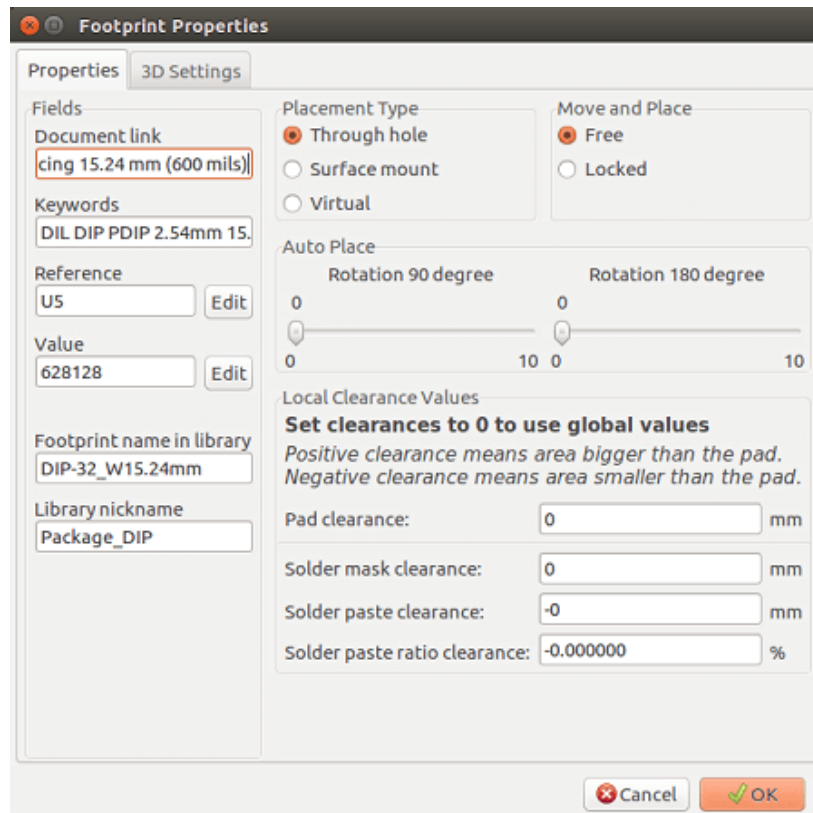 Footprint Properties
Properties
3D Settings
Fields
Document link
cing 15.24 mm (600 mils)
Keywords
DIL DIP PDIP 2.54mm 15.
Reference
U5
Edit
Value
628128
Edit
Footprint name in library
DIP-32_W15.24mm
Library nickname
Package_DIP
Placement Type
Through hole
Surface mount
Virtual
Move and Place
Free
Locked
Auto Place
Rotation 90 degree
0
0 10
Rotation 180 degree
0
0 10
Local Clearance Values
Set clearances to 0 to use global values
Positive clearance means area bigger than the pad.
Negative clearance means area smaller than the pad.
Pad clearance: 0 mm
Solder mask clearance: 0 mm
Solder paste clearance: -0 mm
Solder paste ratio clearance: -0.000000 %
Cancel
OK